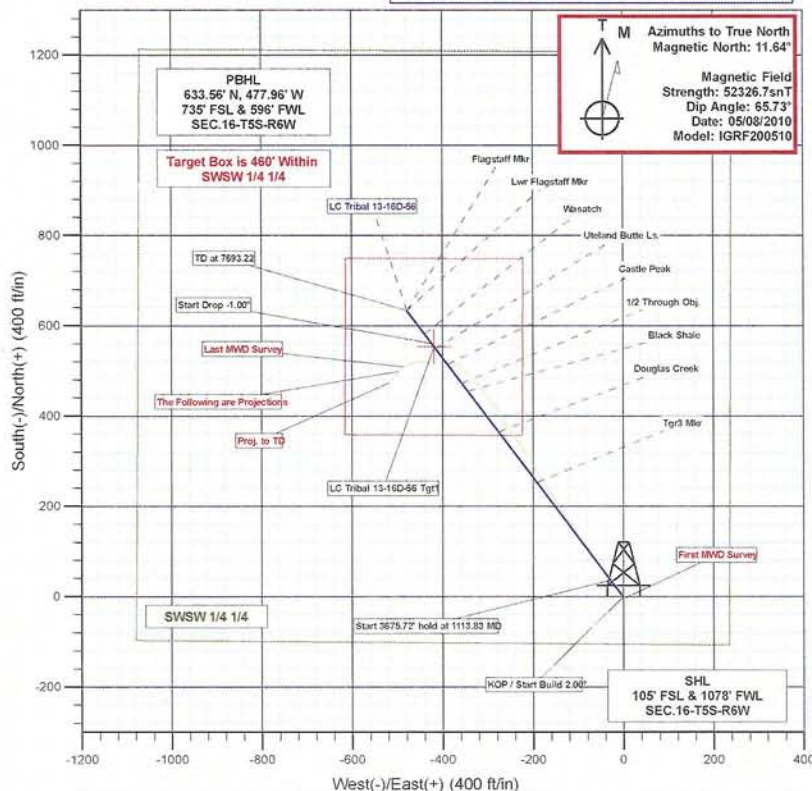 T M Azimuths to True North
Magnetic North: 11.64°
Magnetic Field
Strength: 52326.7snT
Dip Angle: 65.73°
Date: 05/08/2010
Model: IGRF200510
PBHL
633.56' N, 477.96' W
735' FSL & 596' FWL
SEC.16-T5S-R6W
Target Box is 460' Within
SWSW 1/4 1/4
Flagstaff Mkr
Lwr Flagstaff Mkr
LC Tribal 13-16D-56
Wasatch
Uteland Butte Ls.
TD at 7693.22
Castle Peak
Start Drop -1.00°
1/2 Through Obj.
Black Shale
Last MWD Survey
Douglas Creek
The Following are Projections
Proj. to TD
Tgr3 Mkr
LC Tribal 13-16D-56 Tgt1
First MWD Survey
SWSW 1/4 1/4
Start 3675.72' hold at 1113.83 MD
KOP / Start Build 2.00°
SHL
105' FSL & 1078' FWL
SEC.16-T5S-R6W
South(-)/North(+) (400 ft/in)
1200
1000
800
600
400
200
0
-200
-1200 -1000 -800 -600 -400 -200 0 200 400
West(-)/East(+) (400 ft/in)